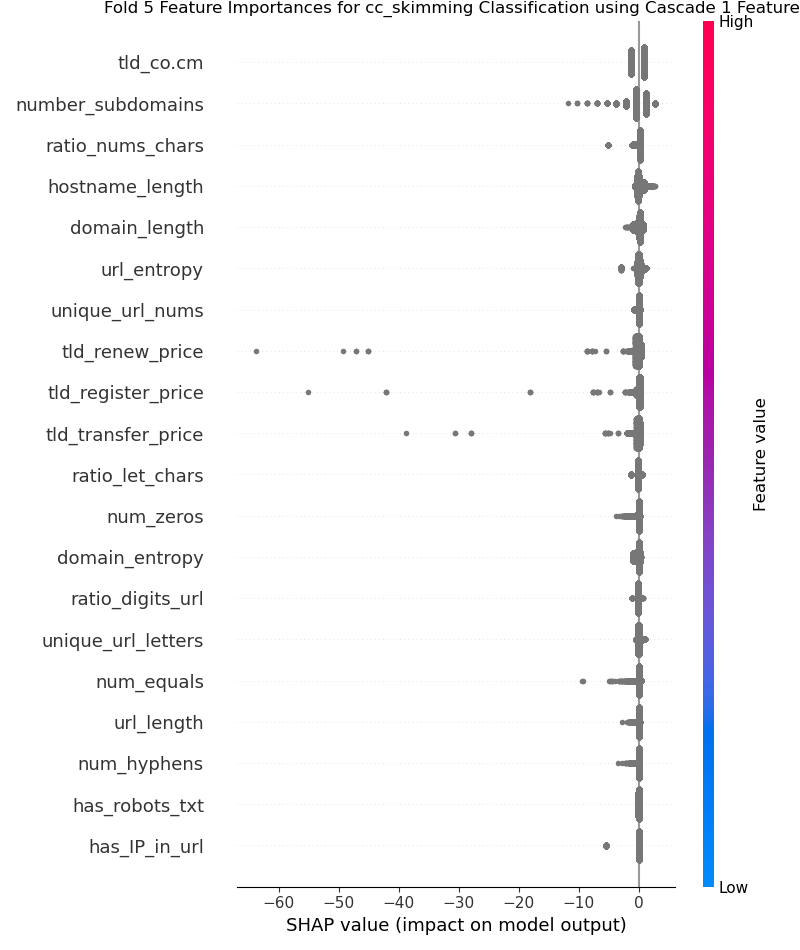 Fold 5 Feature Importances for cc_skimming Classification using Cascade 1 Feature
High
tld_co.cm
number_subdomains
ratio_nums_chars
hostname_length
domain_length
url_entropy
unique_url_nums
tld_renew_price
tld_register_price
tld_transfer_price
ratio_let_chars
num_zeros
domain_entropy
ratio_digits_url
unique_url_letters
num_equals
url_length
num_hyphens
has_robots_txt
has_IP_in_url
Feature value
Low
−60 −50 −40 −30 −20 −10 0
SHAP value (impact on model output)